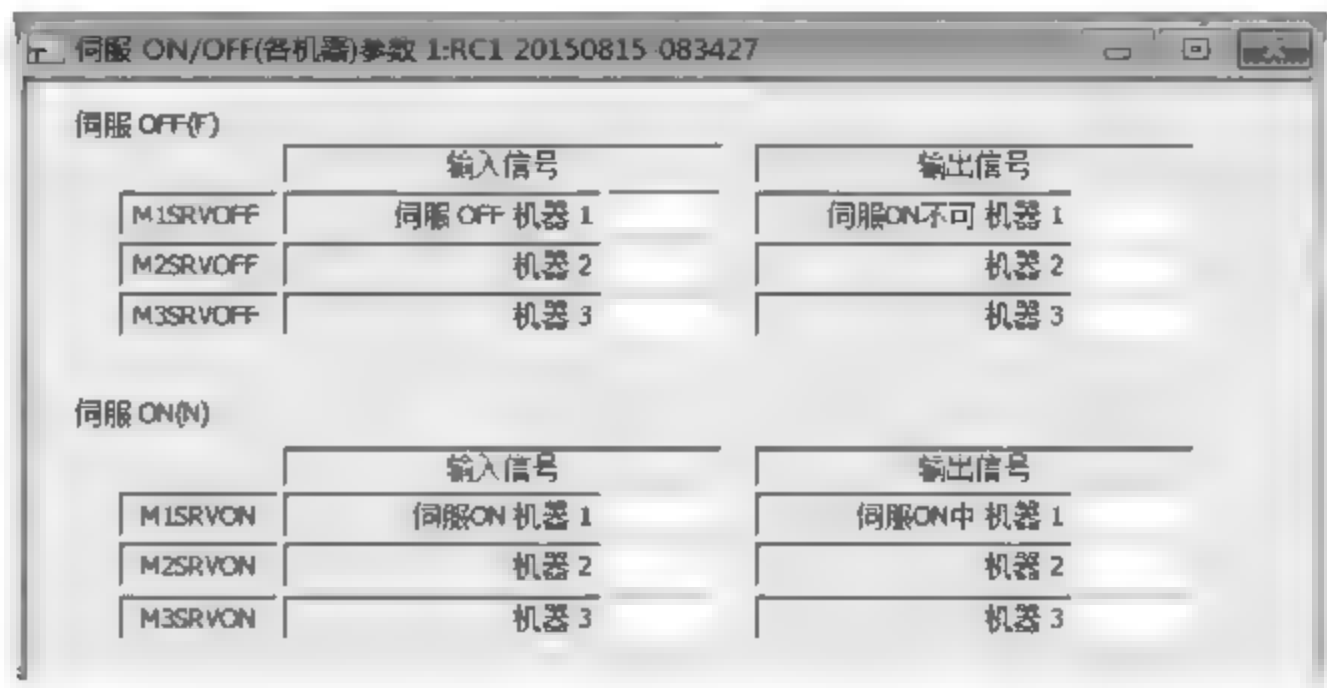 伺服 ON/OFF(各机器)参数 1:RC1 20150815-083427
伺服 OFF(F)
输入信号 输出信号
M1SRVOFF 伺服 OFF 机器 1 伺服ON不可 机器 1
M2SRVOFF 机器 2 机器 2
M3SRVOFF 机器 3 机器 3
伺服 ON(N)
输入信号 输出信号
M1SRVON 伺服ON 机器 1 伺服ON中 机器 1
M2SRVON 机器 2 机器 2
M3SRVON 机器 3 机器 3